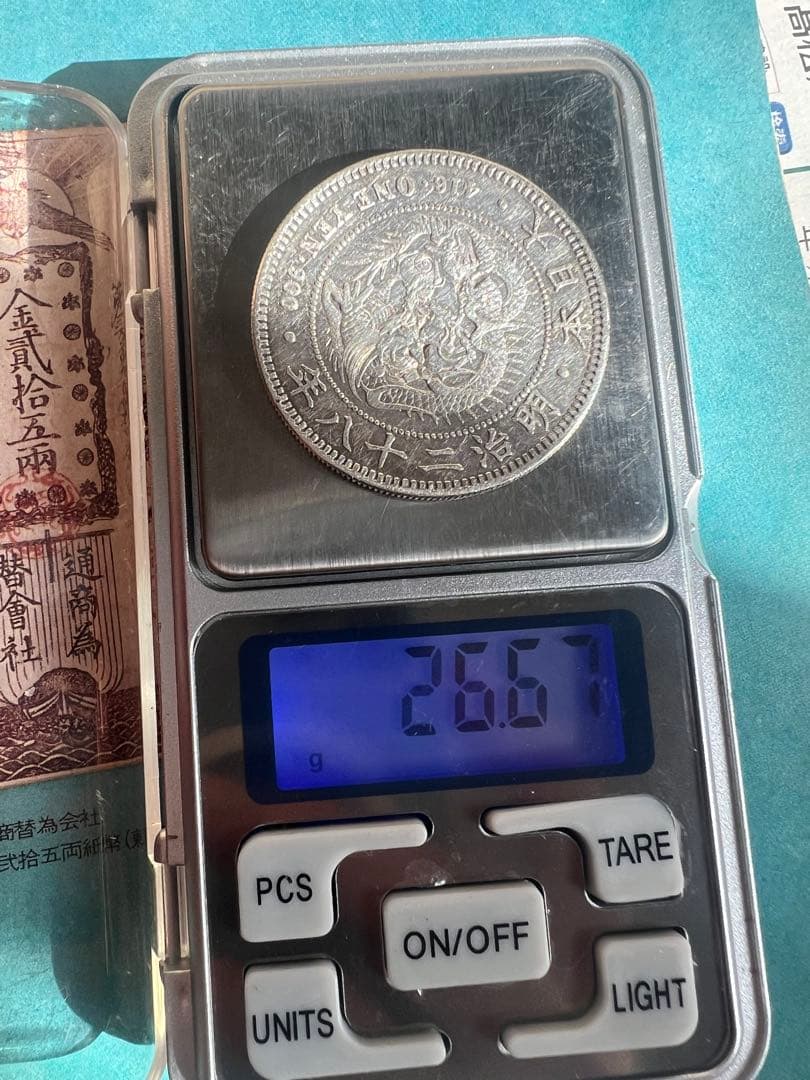 大日本・明治二十八年・
416・ONE YEN・900・
金貳拾五兩
通商為
替會社
商替為会社
弐拾五両紙幣(東
26.67
g
PCS
TARE
ON/OFF
UNITS
LIGHT